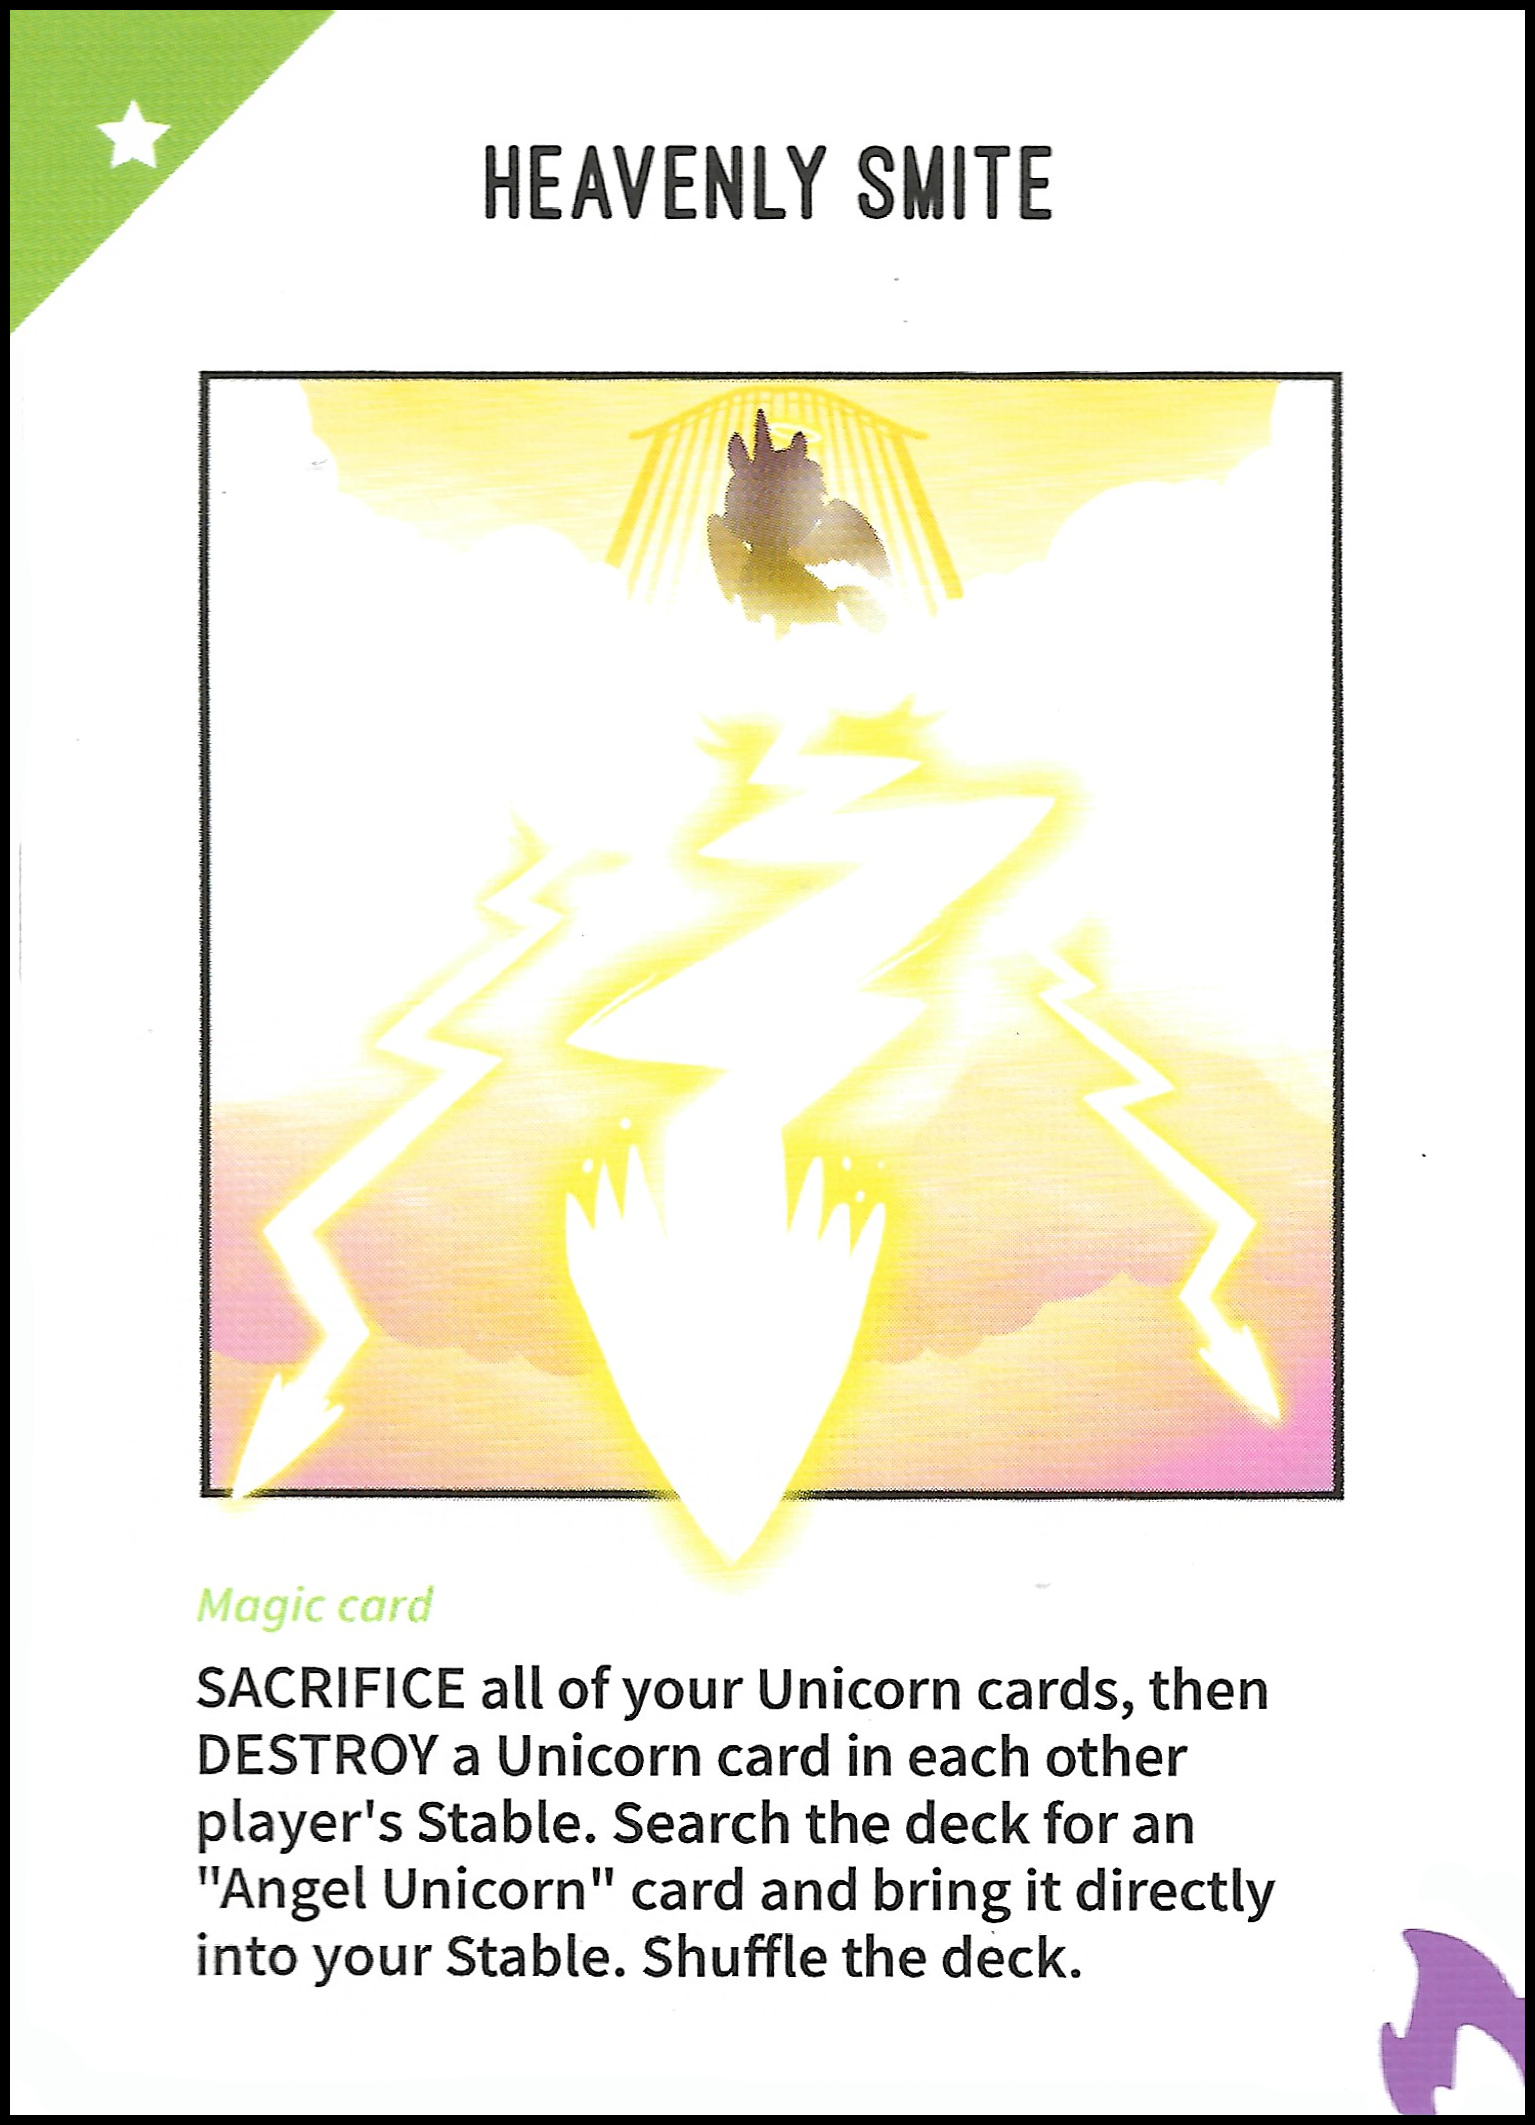 HEAVENLY SMITE
Magic card
SACRIFICE all of your Unicorn cards, then
DESTROY a Unicorn card in each other
player's Stable. Search the deck for an
"Angel Unicorn" card and bring it directly
into your Stable. Shuffle the deck.